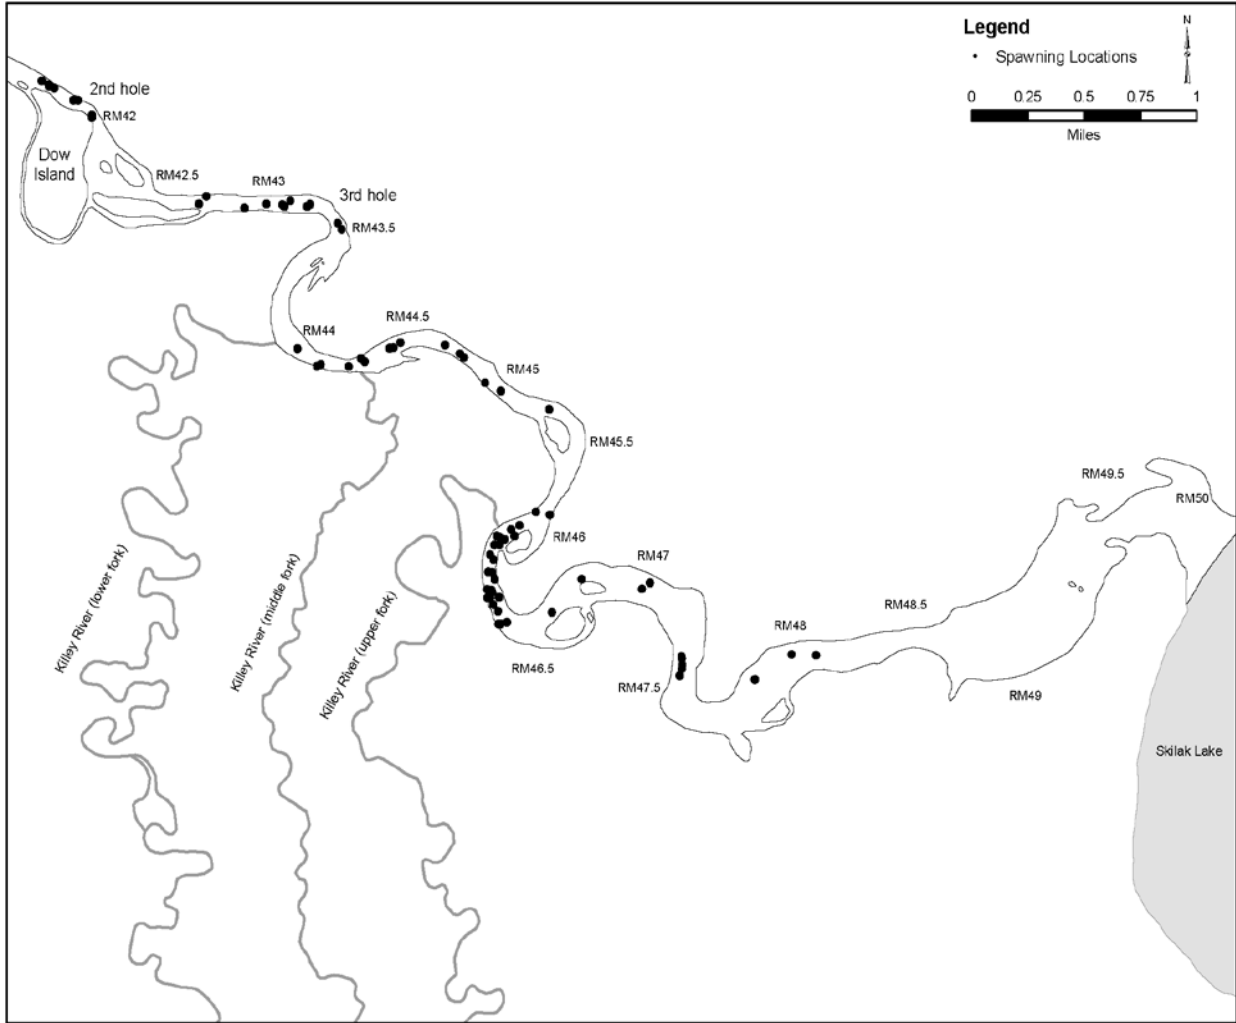 Legend
N
Spawning Locations
0 0.25 0.5 0.75 1
Miles
2nd hole
RM42
Dow
Island
RM42.5
RM43
3rd hole
RM43.5
RM44
RM44.5
RM45
RM45.5
RM46
RM46.5
RM47
RM47.5
RM48
RM48.5
RM49
RM49.5
RM50
Killey River (lower fork)
Killey River (middle fork)
Killey River (upper fork)
Skilak Lake